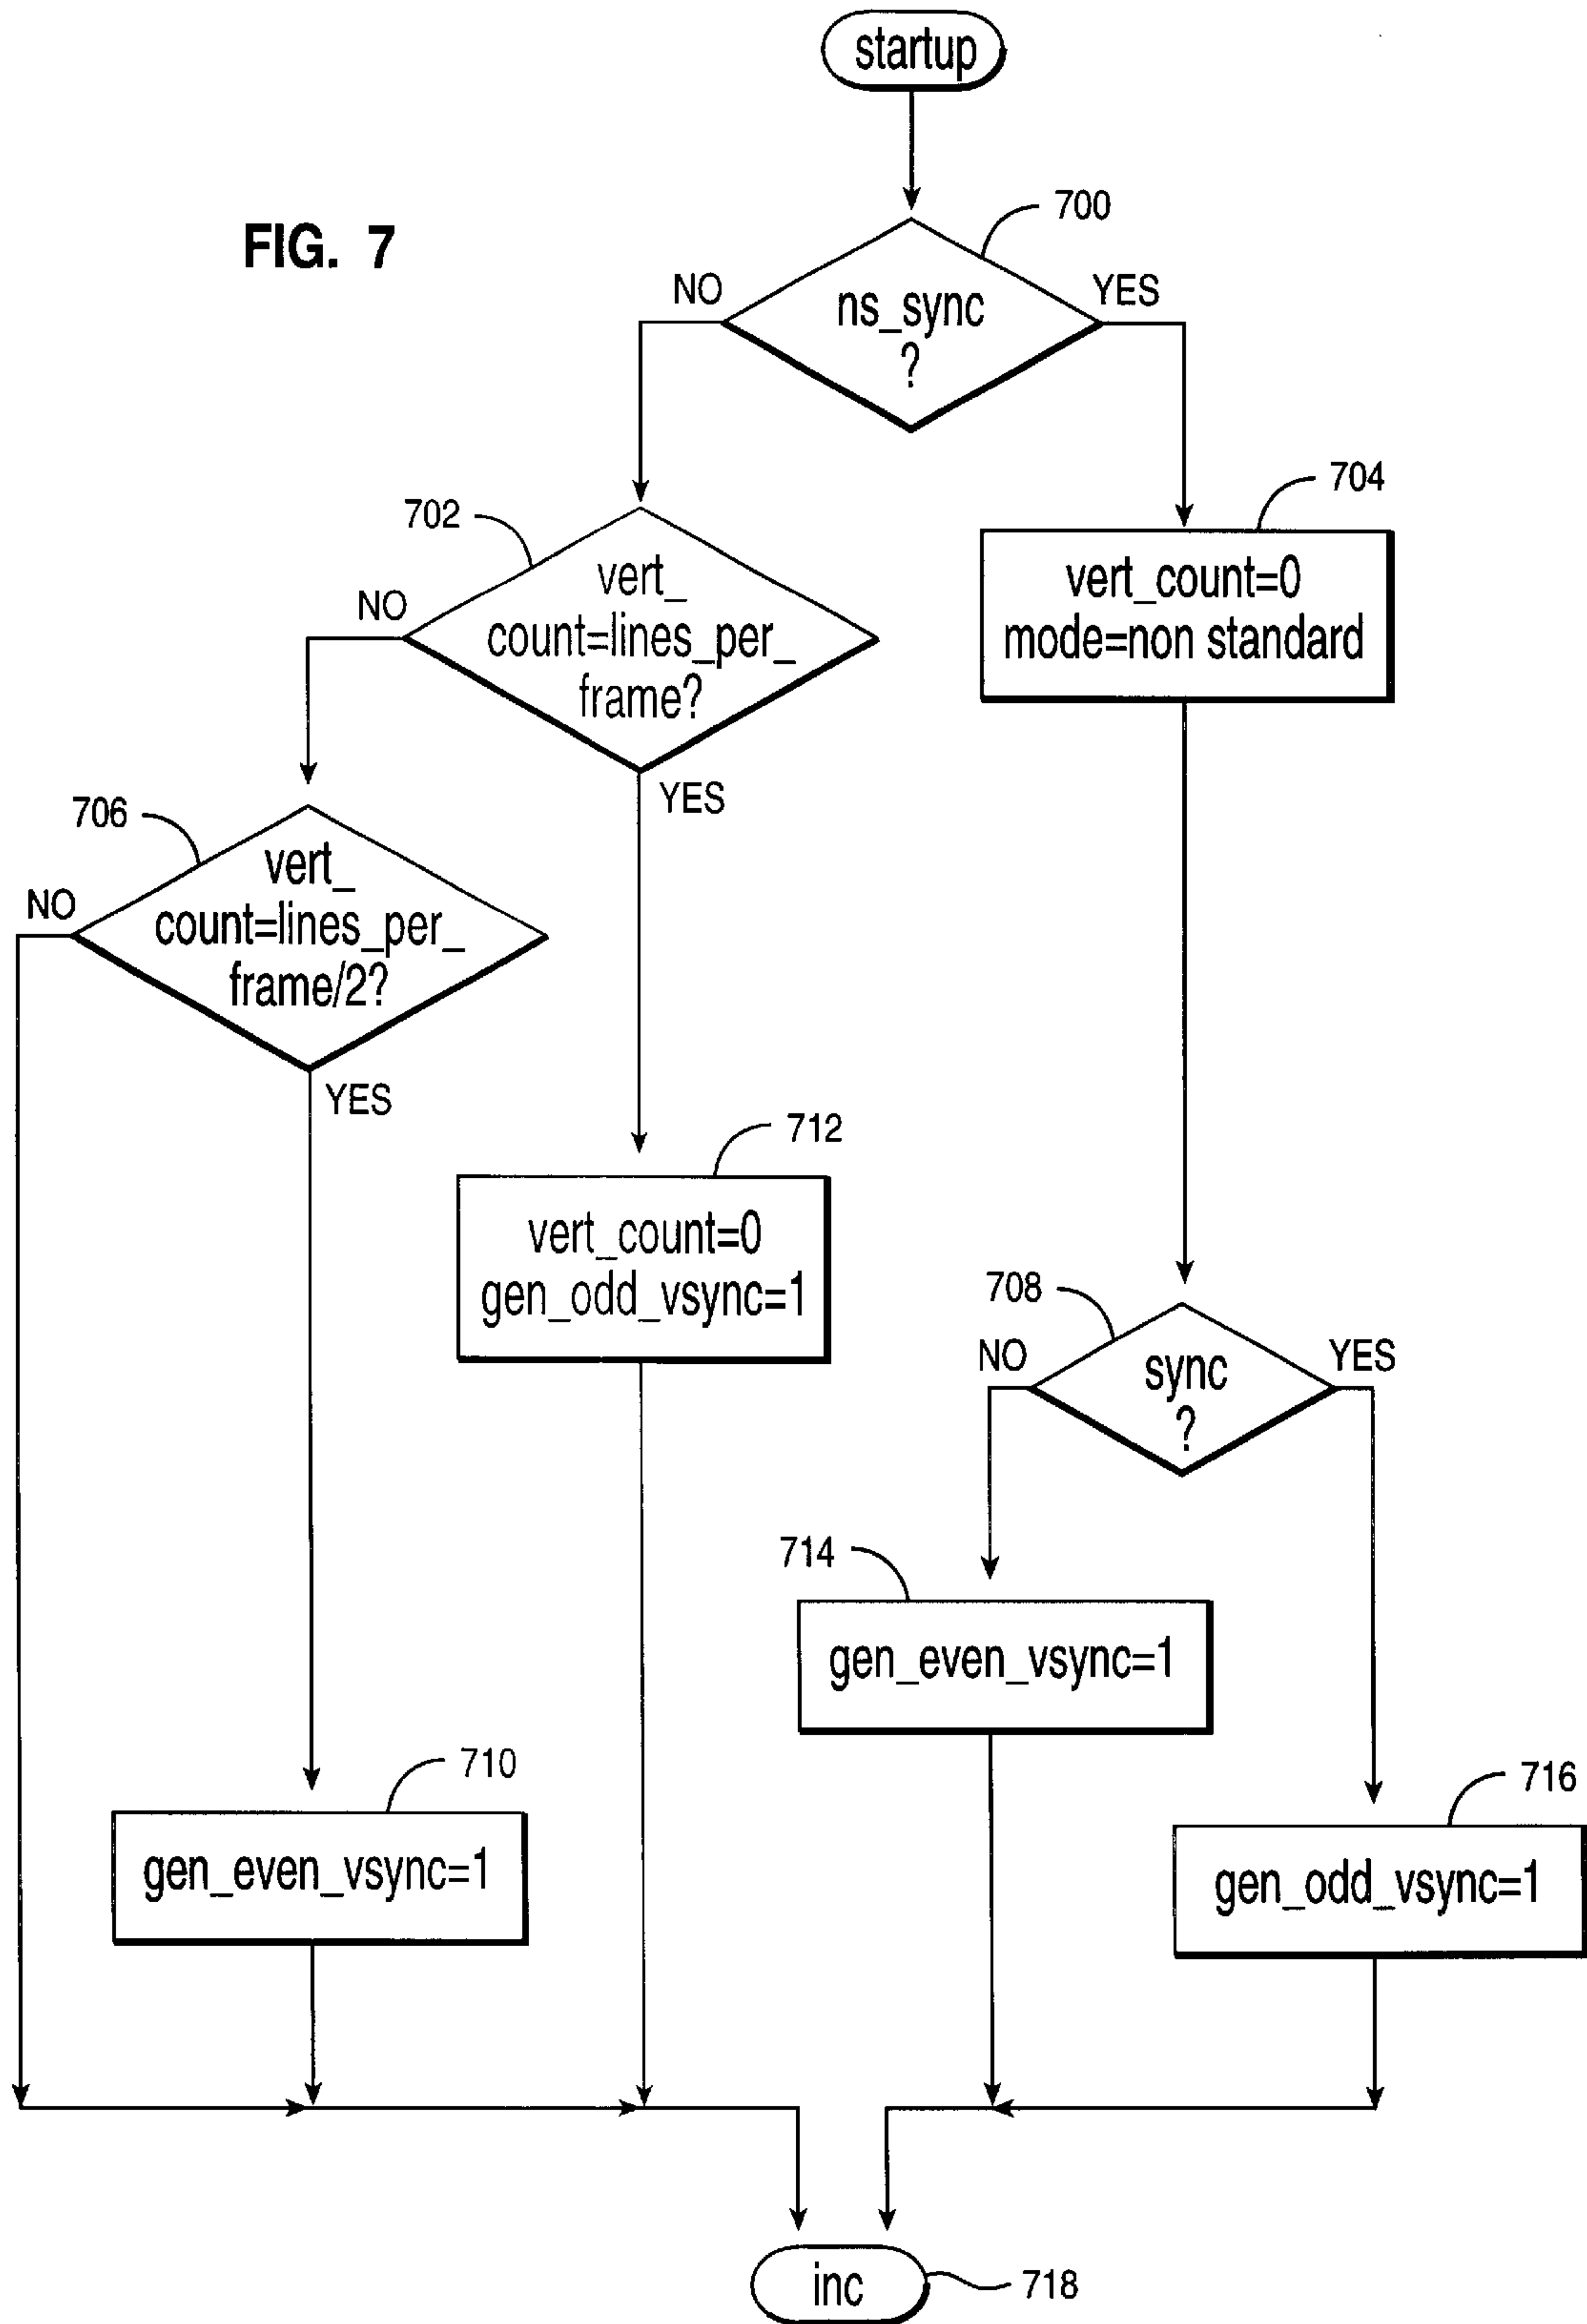 startup
FIG. 7
700
NO
YES
ns_sync
?
702
704
vert_
count=lines_per_
frame?
NO
vert_count=0
mode=non standard
YES
706
vert_
count=lines_per_
frame/2?
NO
YES
712
vert_count=0
gen_odd_vsync=1
708
NO
YES
sync
?
714
gen_even_vsync=1
710
716
gen_even_vsync=1
gen_odd_vsync=1
inc
718